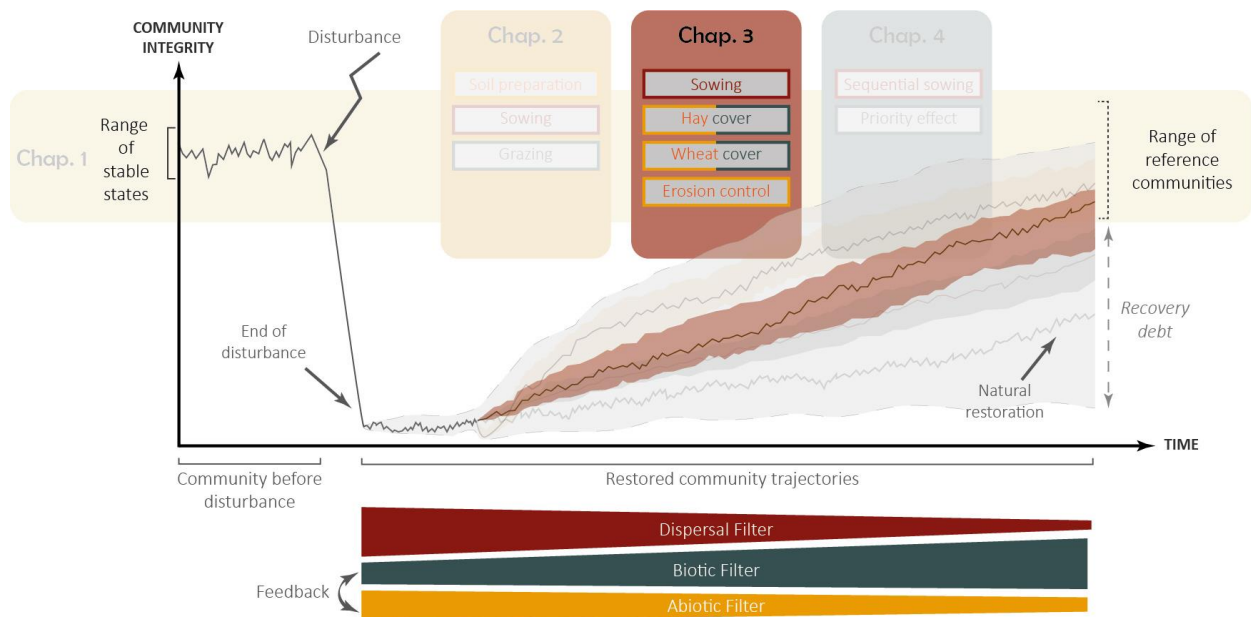 COMMUNITY
INTEGRITY
Disturbance
Chap. 2
Soil preparation
Sowing
Grazing
Chap. 3
Sowing
Hay cover
Wheat cover
Erosion control
Chap. 4
Sequential sowing
Priority effect
Chap. 1
Range
of
stable
states
Range of
reference
communities
Recovery
debt
End of
disturbance
Natural
restoration
TIME
Community before
disturbance
Restored community trajectories
Dispersal Filter
Biotic Filter
Feedback
Abiotic Filter